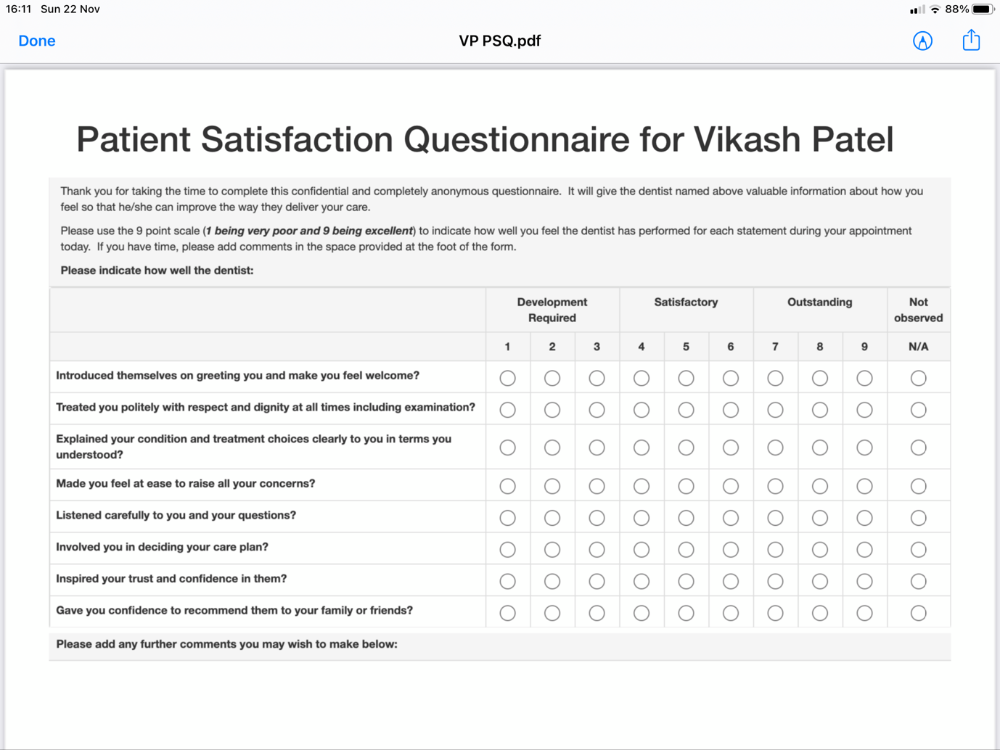 16:11 Sun 22 Nov
88%
Done
VP PSQ.pdf
Patient Satisfaction Questionnaire for Vikash Patel
Thank you for taking the time to complete this confidential and completely anonymous questionnaire. It will give the dentist named above valuable information about how you
feel so that he/she can improve the way they deliver your care.
Please use the 9 point scale (1 being very poor and 9 being excellent) to indicate how well you feel the dentist has performed for each statement during your appointment
today. If you have time, please add comments in the space provided at the foot of the form.
Please indicate how well the dentist:
Development Satisfactory Outstanding Not
Required observed
1 2 3 4 5 6 7 8 9 N/A
Introduced themselves on greeting you and make you feel welcome?
Treated you politely with respect and dignity at all times including examination?
Explained your condition and treatment choices clearly to you in terms you
understood?
Made you feel at ease to raise all your concerns?
Listened carefully to you and your questions?
Involved you in deciding your care plan?
Inspired your trust and confidence in them?
Gave you confidence to recommend them to your family or friends?
Please add any further comments you may wish to make below: